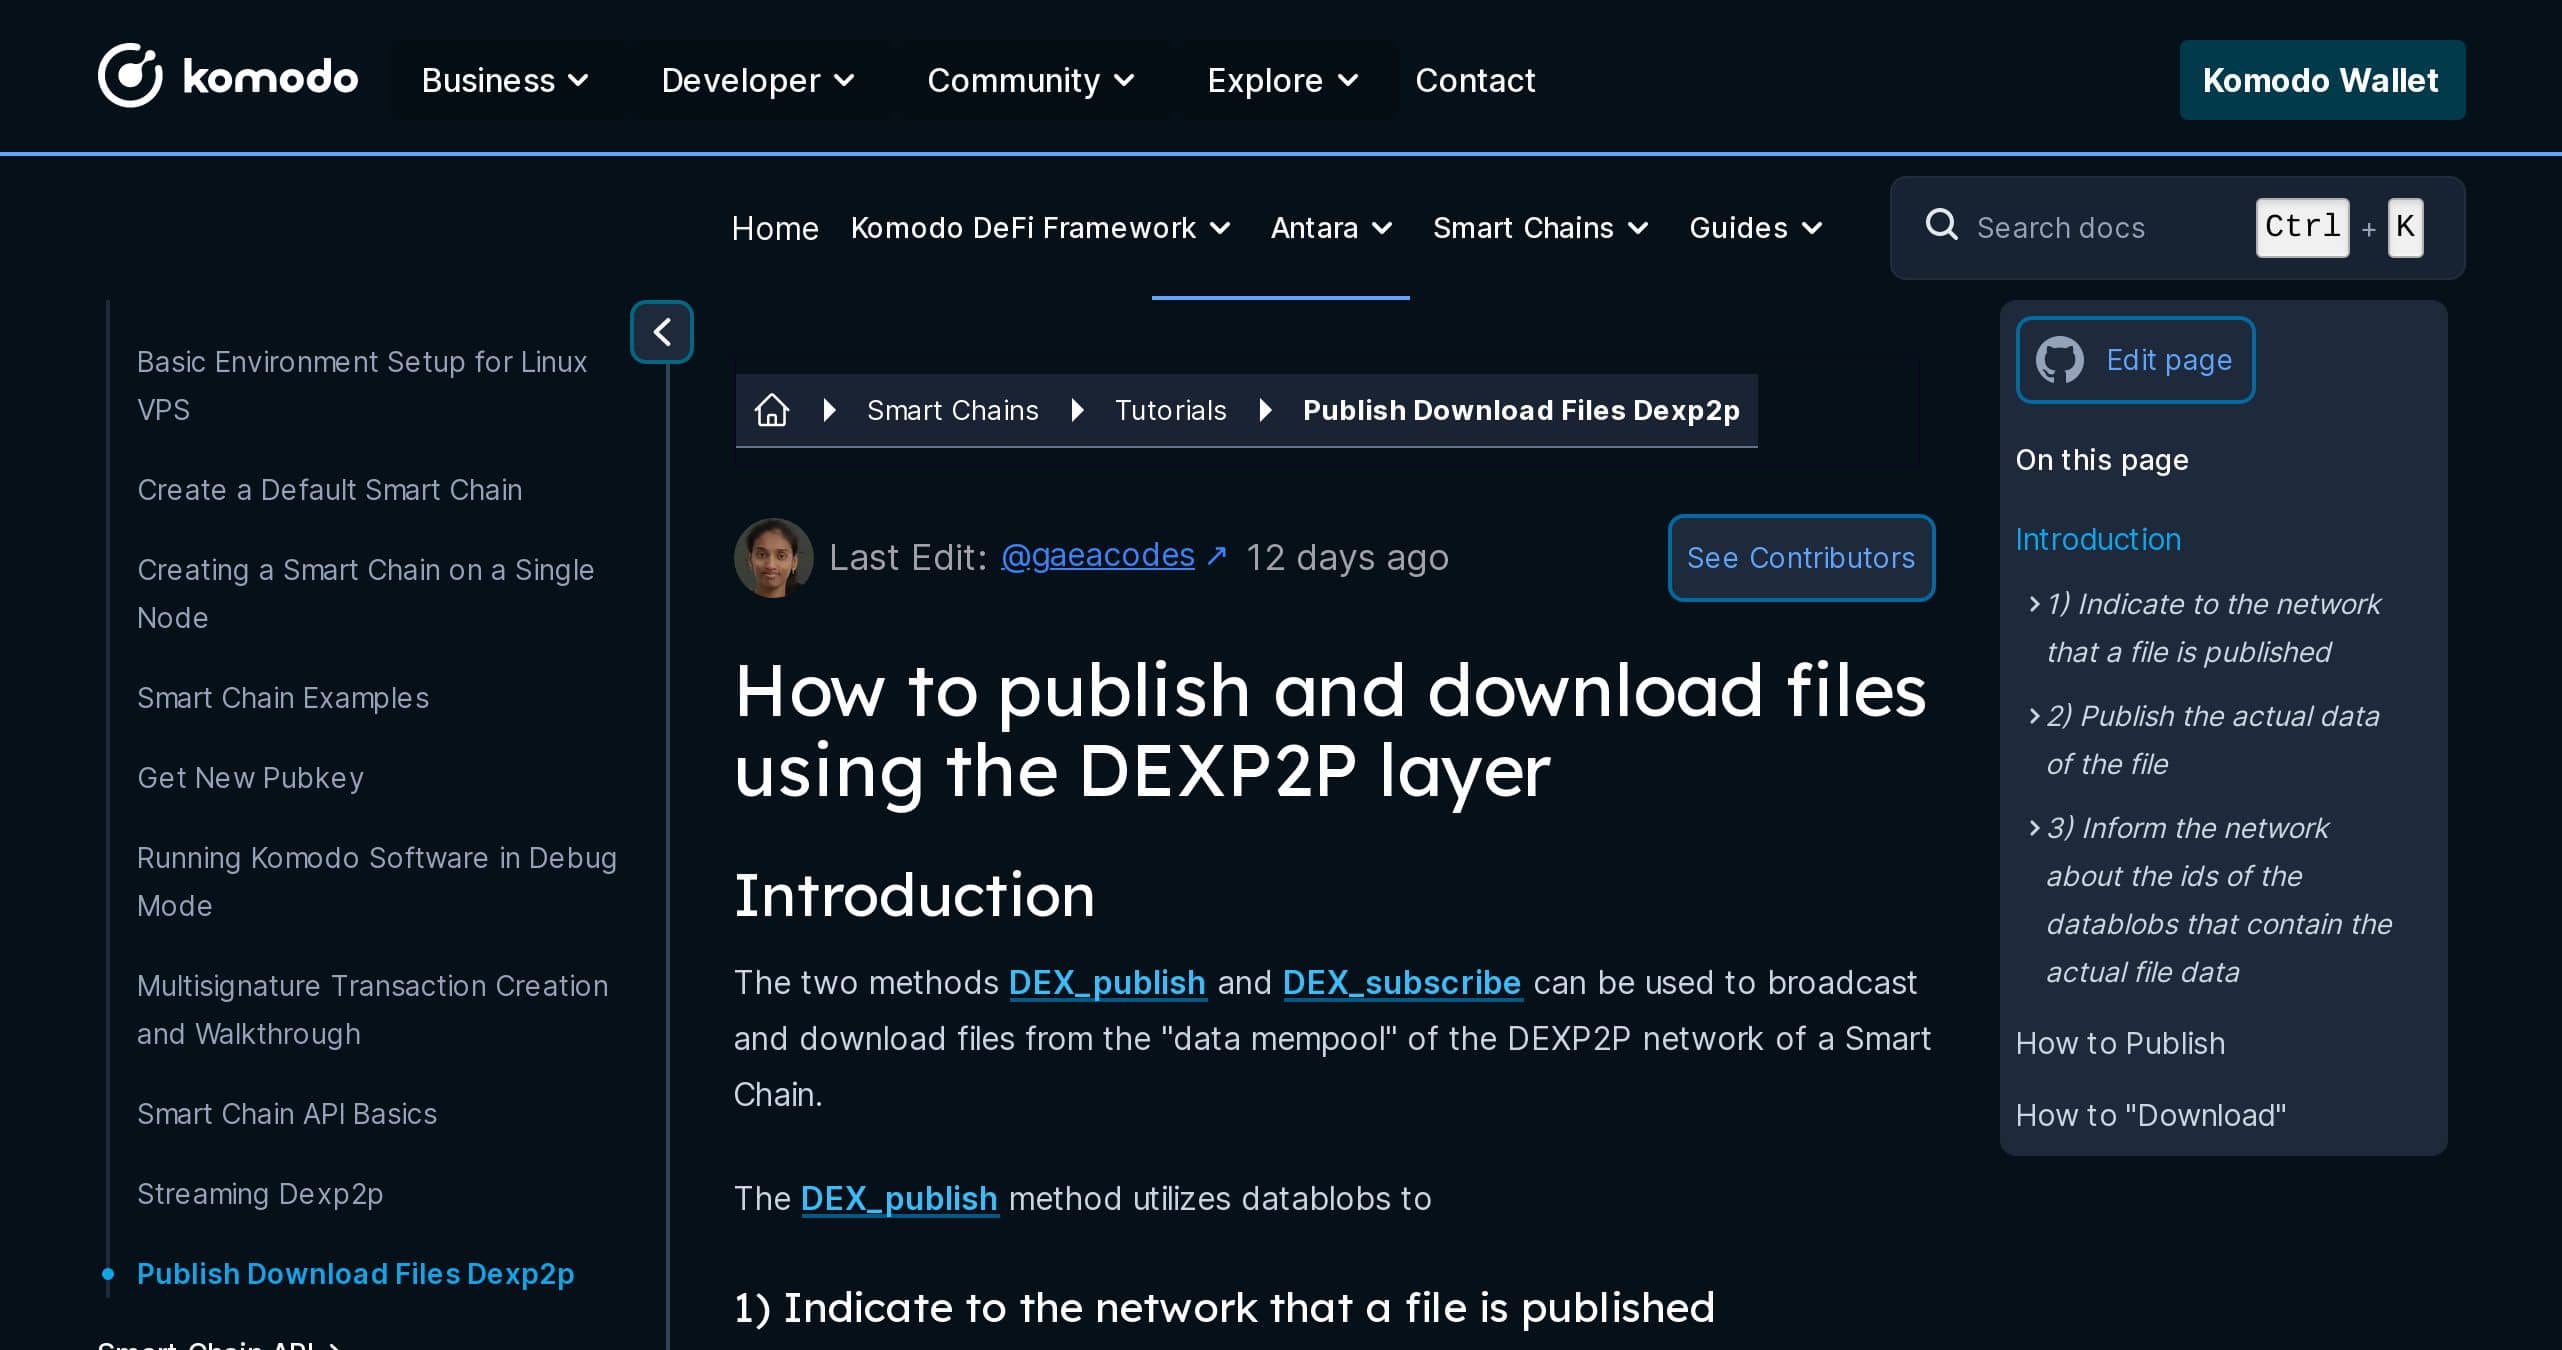 komodo
Business
Developer
Community
Explore
Contact
Komodo Wallet
Home
Komodo DeFi Framework
Antara
Smart Chains
Guides
Search docs
Ctrl + K
Basic Environment Setup for Linux
VPS
Create a Default Smart Chain
Creating a Smart Chain on a Single
Node
Smart Chain Examples
Get New Pubkey
Running Komodo Software in Debug
Mode
Multisignature Transaction Creation
and Walkthrough
Smart Chain API Basics
Streaming Dexp2p
Publish Download Files Dexp2p
Smart Chain API
Smart Chains
Tutorials
Publish Download Files Dexp2p
Last Edit: @gaeacodes ↗ 12 days ago
See Contributors
How to publish and download files
using the DEXP2P layer
Introduction
The two methods DEX_publish and DEX_subscribe can be used to broadcast
and download files from the "data mempool" of the DEXP2P network of a Smart
Chain.
The DEX_publish method utilizes datablobs to
1) Indicate to the network that a file is published
Edit page
On this page
Introduction
1) Indicate to the network
that a file is published
2) Publish the actual data
of the file
3) Inform the network
about the ids of the
datablobs that contain the
actual file data
How to Publish
How to "Download"